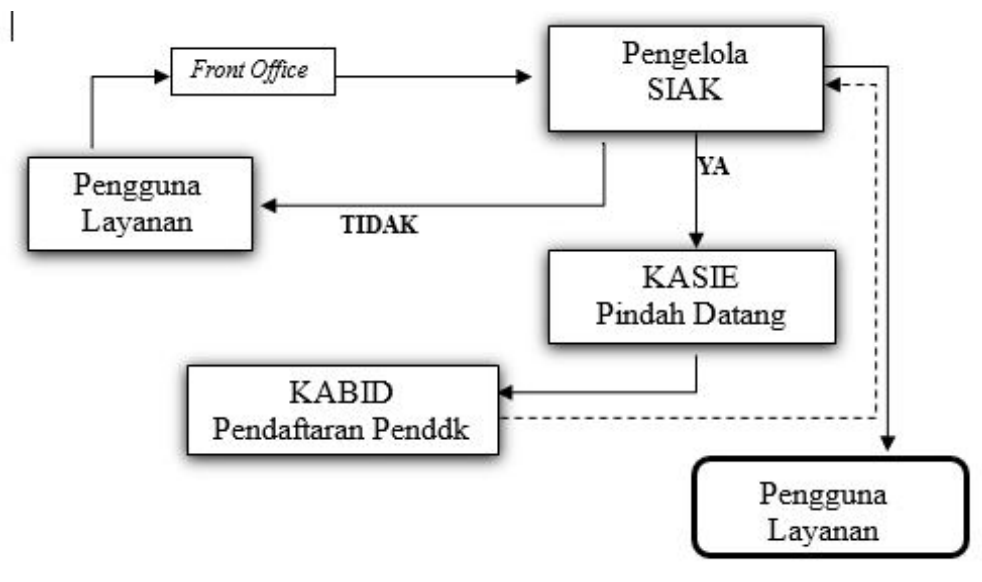 Front Office
Pengelola
SIAK
Pengguna
Layanan
TIDAK
YA
KASIE
Pindah Datang
KABID
Pendaftaran Penddk
Pengguna
Layanan